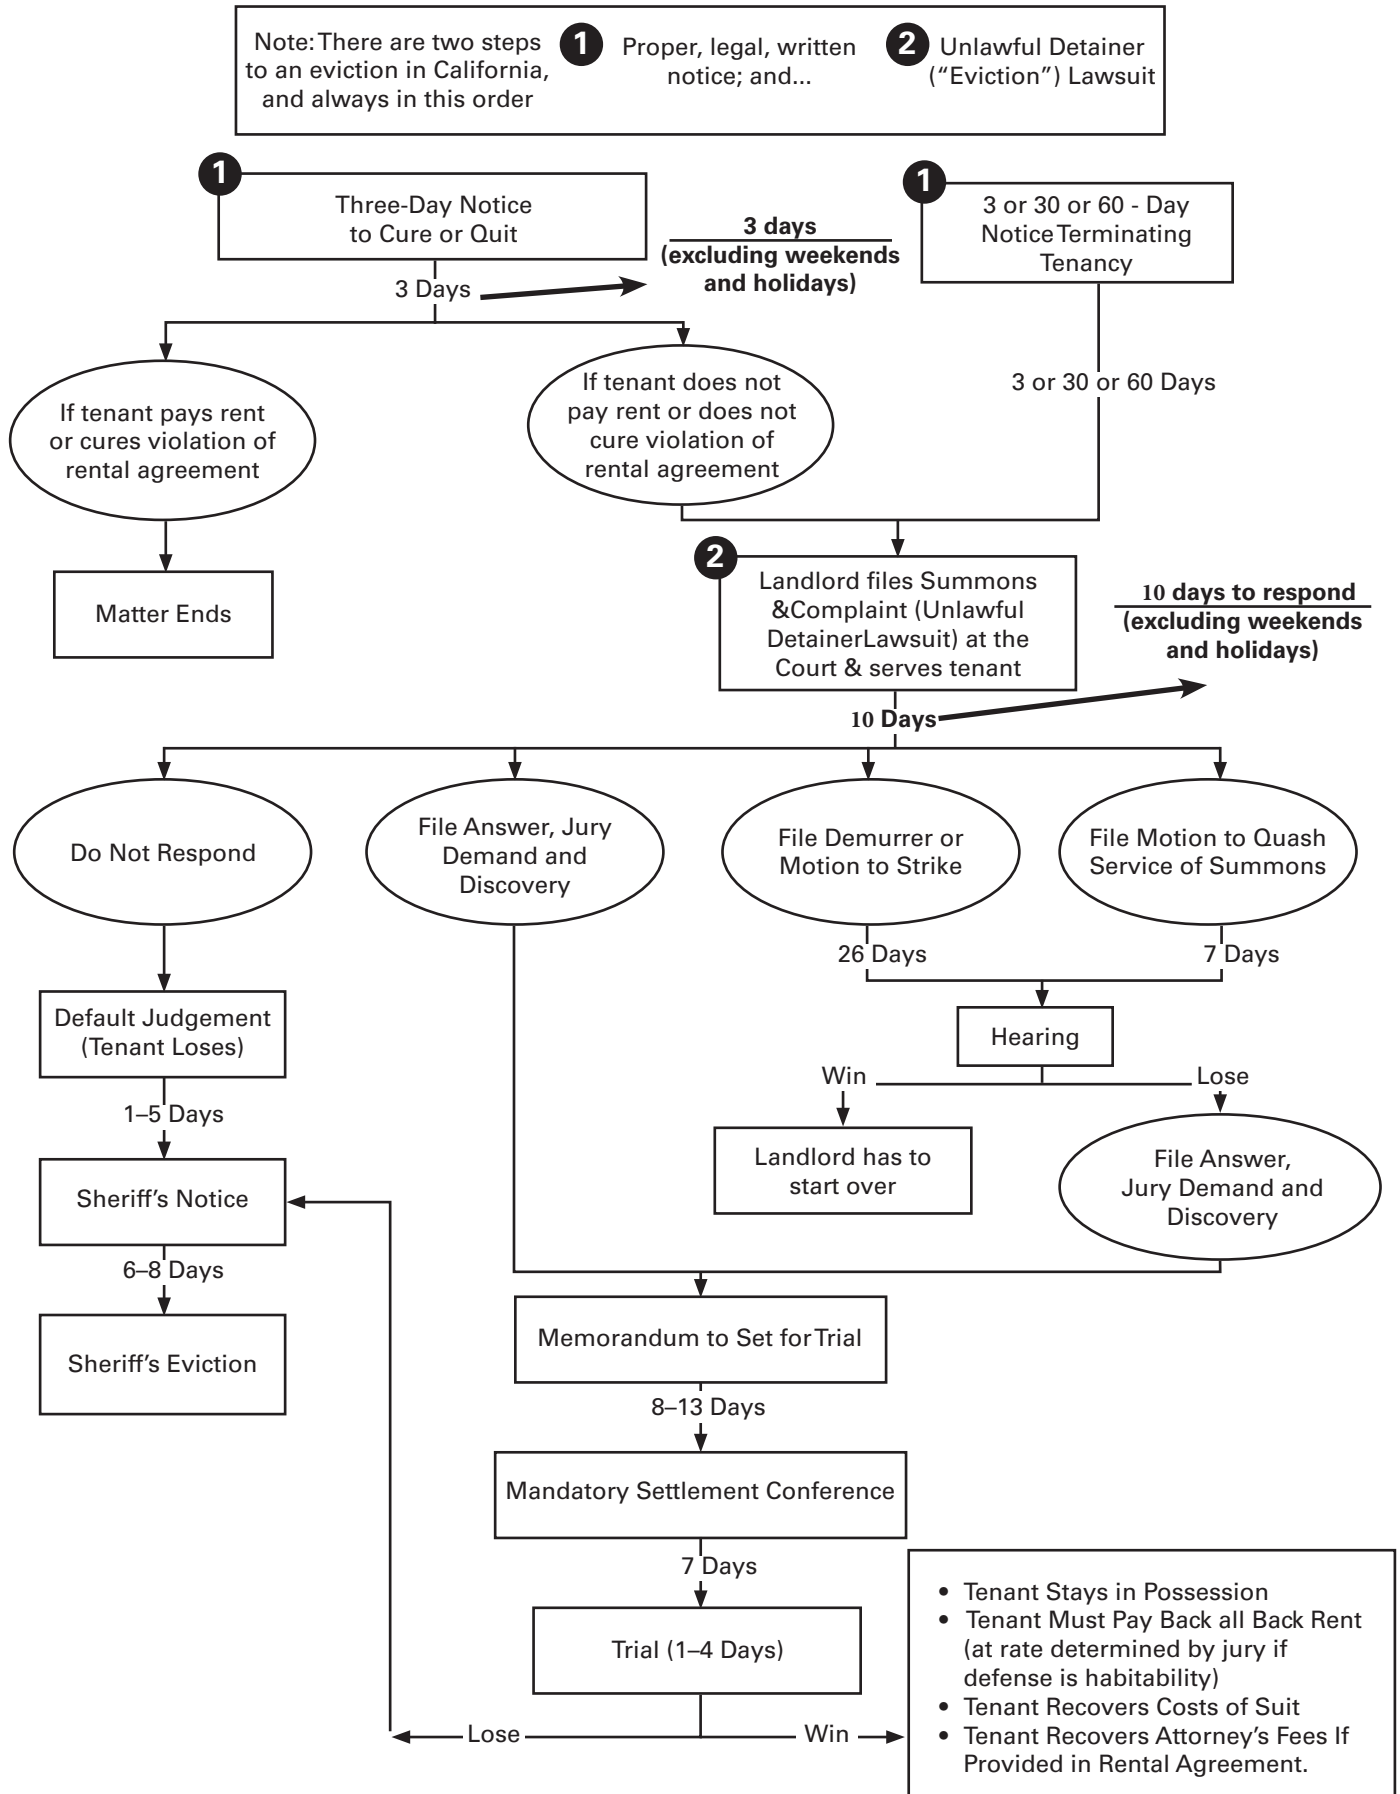 Note: There are two steps
to an eviction in California,
and always in this order
1
Proper, legal, written
notice; and...
2
Unlawful Detainer
(“Eviction”) Lawsuit
1
Three-Day Notice
to Cure or Quit
3 days
(excluding weekends
and holidays)
1
3 or 30 or 60 - Day
Notice Terminating
Tenancy
3 Days
3 or 30 or 60 Days
If tenant pays rent
or cures violation of
rental agreement
If tenant does not
pay rent or does not
cure violation of
rental agreement
Matter Ends
2
Landlord files Summons
&Complaint (Unlawful
DetainerLawsuit) at the
Court & serves tenant
10 days to respond
(excluding weekends
and holidays)
10 Days
Do Not Respond
File Answer, Jury
Demand and
Discovery
File Demurrer or
Motion to Strike
File Motion to Quash
Service of Summons
26 Days
7 Days
Default Judgement
(Tenant Loses)
Hearing
Win
Lose
1–5 Days
Landlord has to
start over
File Answer,
Jury Demand and
Discovery
Sheriff’s Notice
6–8 Days
Sheriff’s Eviction
Memorandum to Set for Trial
8–13 Days
Mandatory Settlement Conference
7 Days
Trial (1–4 Days)
Lose
Win
• Tenant Stays in Possession
• Tenant Must Pay Back all Back Rent
(at rate determined by jury if
defense is habitability)
• Tenant Recovers Costs of Suit
• Tenant Recovers Attorney’s Fees If
Provided in Rental Agreement.